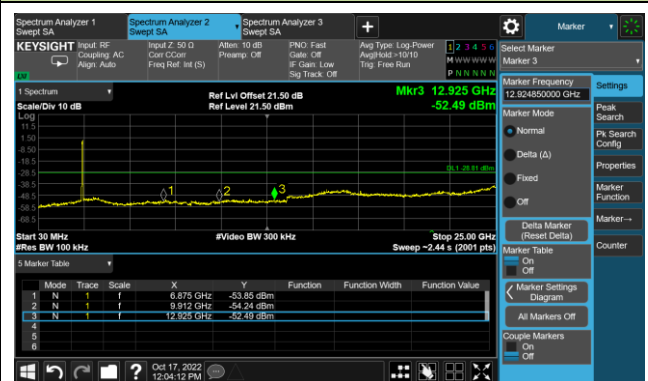 Spectrum Analyzer 1
Swept SA
Spectrum Analyzer 2
Swept SA
Spectrum Analyzer 3
Swept SA
+
Marker
KEYSIGHT
Input: RF
Coupling: AC
Align: Auto
Input Z: 50 Ω
Corr CCorr
Freq Ref: Int (S)
Atten: 10 dB
Preamp: Off
PNO: Fast
Gate: Off
IF Gain: Low
Sig Track: Off
Avg Type: Log-Power
Avg|Hold:>10/10
Trig: Free Run
1 2 3 4 5 6
M W W W W W
P N N N N N
LXI
1 Spectrum
Scale/Div 10 dB
Ref Lvl Offset 21.50 dB
Ref Level 21.50 dBm
Mkr3 12.925 GHz
-52.49 dBm
Log
11.5
1.50
-8.50
-18.5
-28.5
-38.5
-48.5
-58.5
-68.5
1
2
3
Start 30 MHz
#Res BW 100 kHz
#Video BW 300 kHz
Stop 25.00 GHz
Sweep ~2.44 s (2001 pts)
5 Marker Table
Mode Trace Scale X Y Function Function Width Function Value
1 N 1 f 6.875 GHz -53.85 dBm
2 N 1 f 9.912 GHz -54.24 dBm
3 N 1 f 12.925 GHz -52.49 dBm
4
5
6
?
Oct 17, 2022
12:04:12 PM
Select Marker
Marker 3
Marker Frequency
12.924850000 GHz
Marker Mode
Normal
Delta (Δ)
Fixed
Off
Delta Marker
(Reset Delta)
Marker Table
On
Off
Marker Settings
Diagram
All Markers Off
Couple Markers
On
Off
Settings
Peak
Search
Pk Search
Config
Properties
Marker
Function
Marker→
Counter